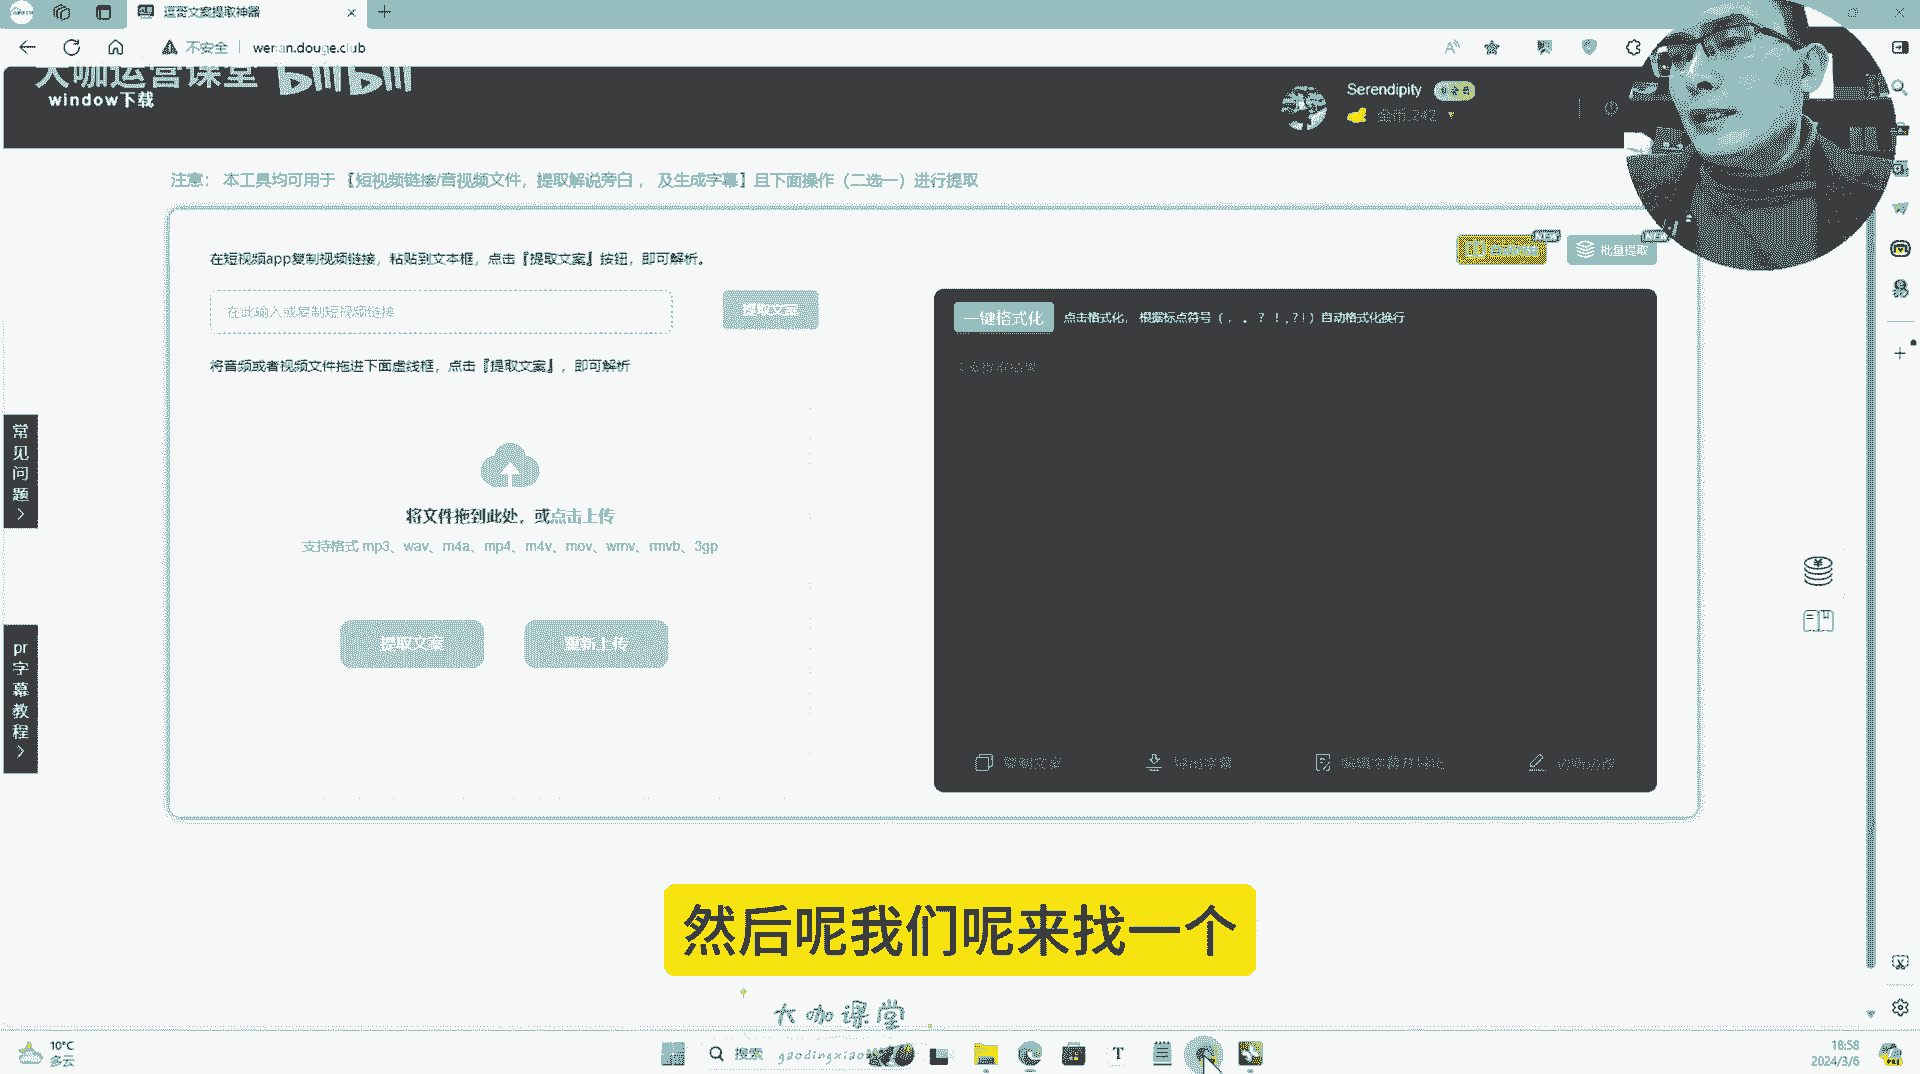 逗哥文案提取神器
不安全 wenan.douge.club
大咖运营课堂 bilibili
window下载
Serendipity
金币:242
注意： 本工具均可用于 【短视频链接/音视频文件，提取解说旁白 ，及生成字幕】且下面操作（二选一）进行提取
在短视频app复制视频链接，粘贴到文本框，点击『提取文案』按钮，即可解析。
NEW
NEW
批量提取
在此输入或复制短视频链接
提取文案
一键格式化
点击格式化， 根据标点符号（，。？！,?!）自动格式化换行
将音频或者视频文件拖进下面虚线框，点击『提取文案』，即可解析
常见问题 >
将文件拖到此处，或点击上传
支持格式 mp3、wav、m4a、mp4、m4v、mov、wmv、rmvb、3gp
提取文案
重新上传
pr字幕教程 >
复制文案
导出字幕
然后呢我们呢来找一个
大咖课堂
10°C
多云
搜索
gaodingxiao
18:58
2024/3/6